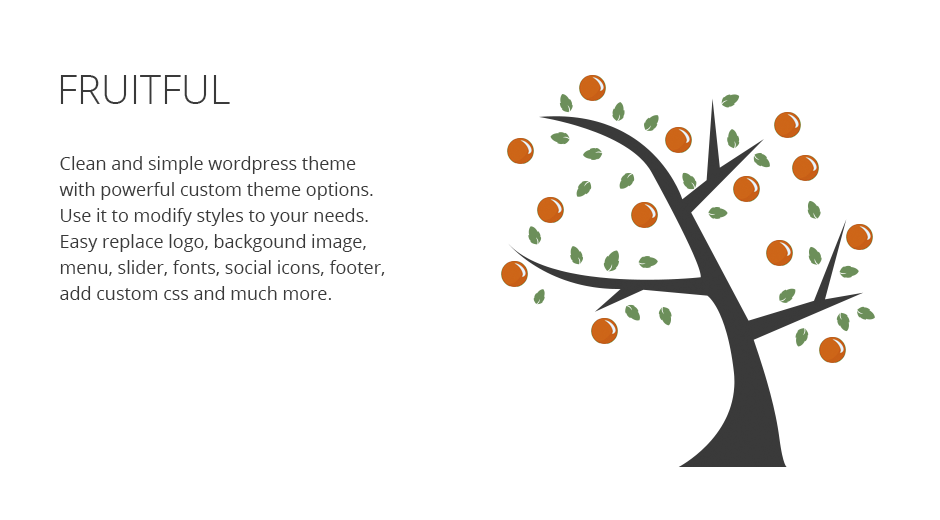 FRUITFUL
Clean and simple wordpress theme
with powerful custom theme options.
Use it to modify styles to your needs.
Easy replace logo, backgound image,
menu, slider, fonts, social icons, footer,
add custom css and much more.